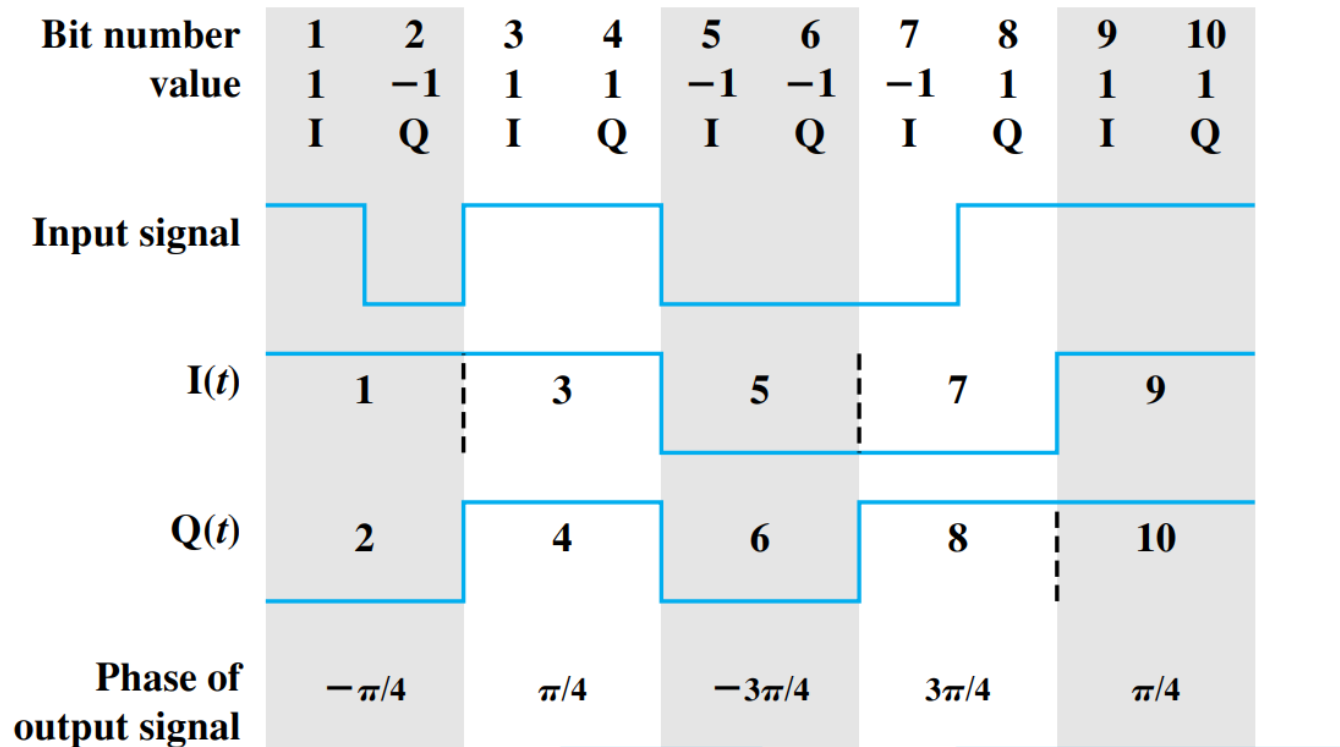 Bit number 1 2 3 4 5 6 7 8 9 10
value 1 −1 1 1 −1 −1 −1 1 1 1
I Q I Q I Q I Q I Q
Input signal
I(t) 1 3 5 7 9
Q(t) 2 4 6 8 10
Phase of
output signal −π/4 π/4 −3π/4 3π/4 π/4